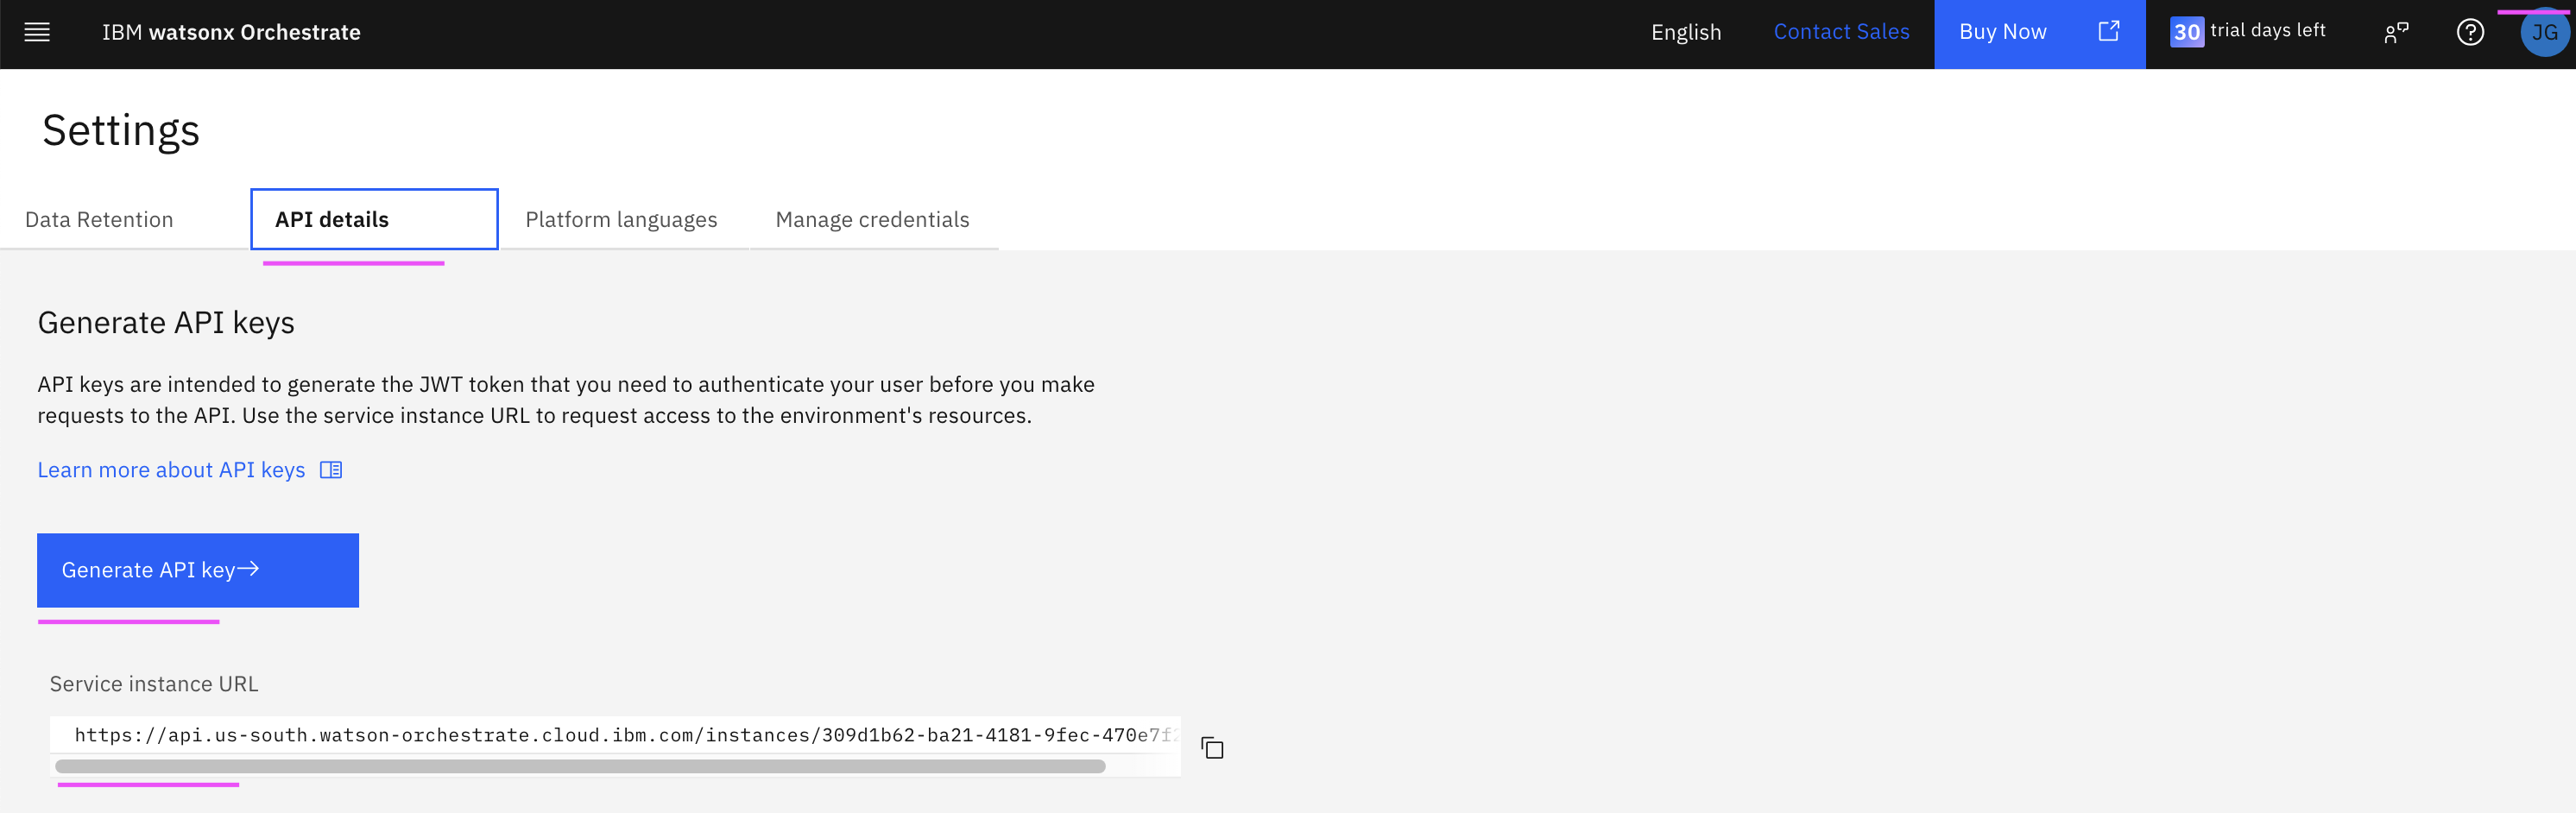 IBM watsonx Orchestrate English Contact Sales Buy Now 30 trial days left JG
Settings
Data Retention API details Platform languages Manage credentials
Generate API keys
API keys are intended to generate the JWT token that you need to authenticate your user before you make
requests to the API. Use the service instance URL to request access to the environment's resources.
Learn more about API keys
Generate API key
Service instance URL
https://api.us-south.watson-orchestrate.cloud.ibm.com/instances/309d1b62-ba21-4181-9fec-470e7f2